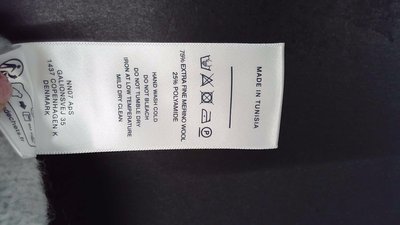 MADE IN TUNISIA
75% EXTRA FINE MERINO WOOL
25% POLYAMIDE
HAND WASH COLD
DO NOT BLEACH
DO NOT TUMBLE DRY
IRON AT LOW TEMPERATURE
MILD DRY CLEAN
NN07 ApS
GALIONSVEJ 35
1437 COPENHAGEN K
DENMARK